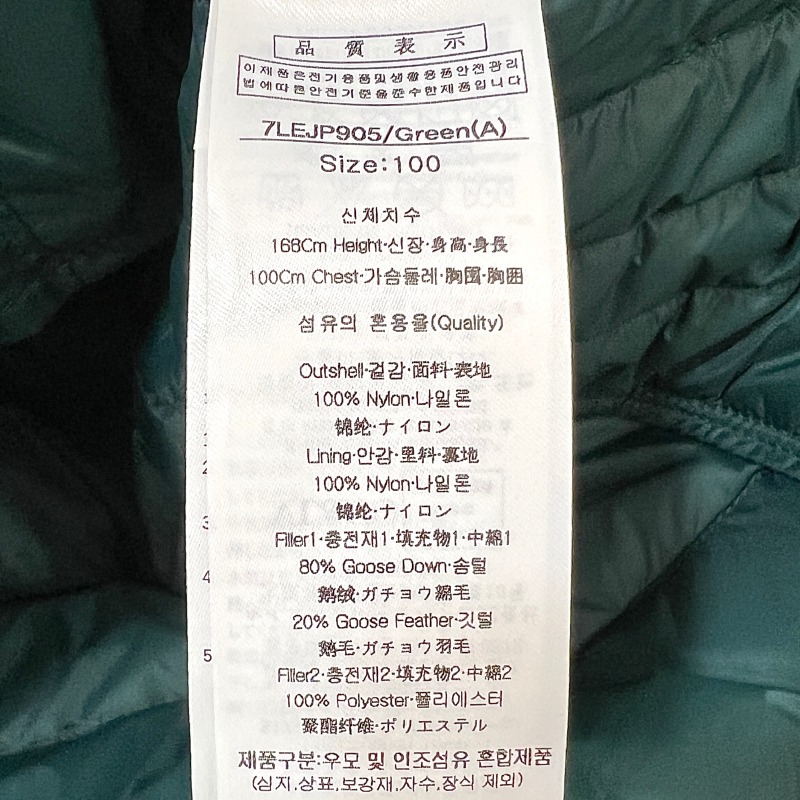 品質表示
이제품은전기용품및생활용품안전관리
법에따른안전기준을준수한제품입니다
7LEJP905/Green(A)
Size:100
신체치수
168Cm Height·신장·身高·身長
100Cm Chest·가슴둘레·胸围·胸囲
섬유의 혼용율(Quality)
Outshell·겉감·面料·表地
100% Nylon·나일론
锦纶·ナイロン
Lining·안감·里料·裏地
100% Nylon·나일론
锦纶·ナイロン
Filler1·충전재1·填充物1·中綿1
80% Goose Down·솜털
鹅绒·ガチョウ綿毛
20% Goose Feather·깃털
鹅毛·ガチョウ羽毛
Filler2·충전재2·填充物2·中綿2
100% Polyester·폴리에스터
聚酯纤维·ポリエステル
제품구분:우모 및 인조섬유 혼합제품
(심지,상표,보강재,자수,장식 제외)
2
3
4
5